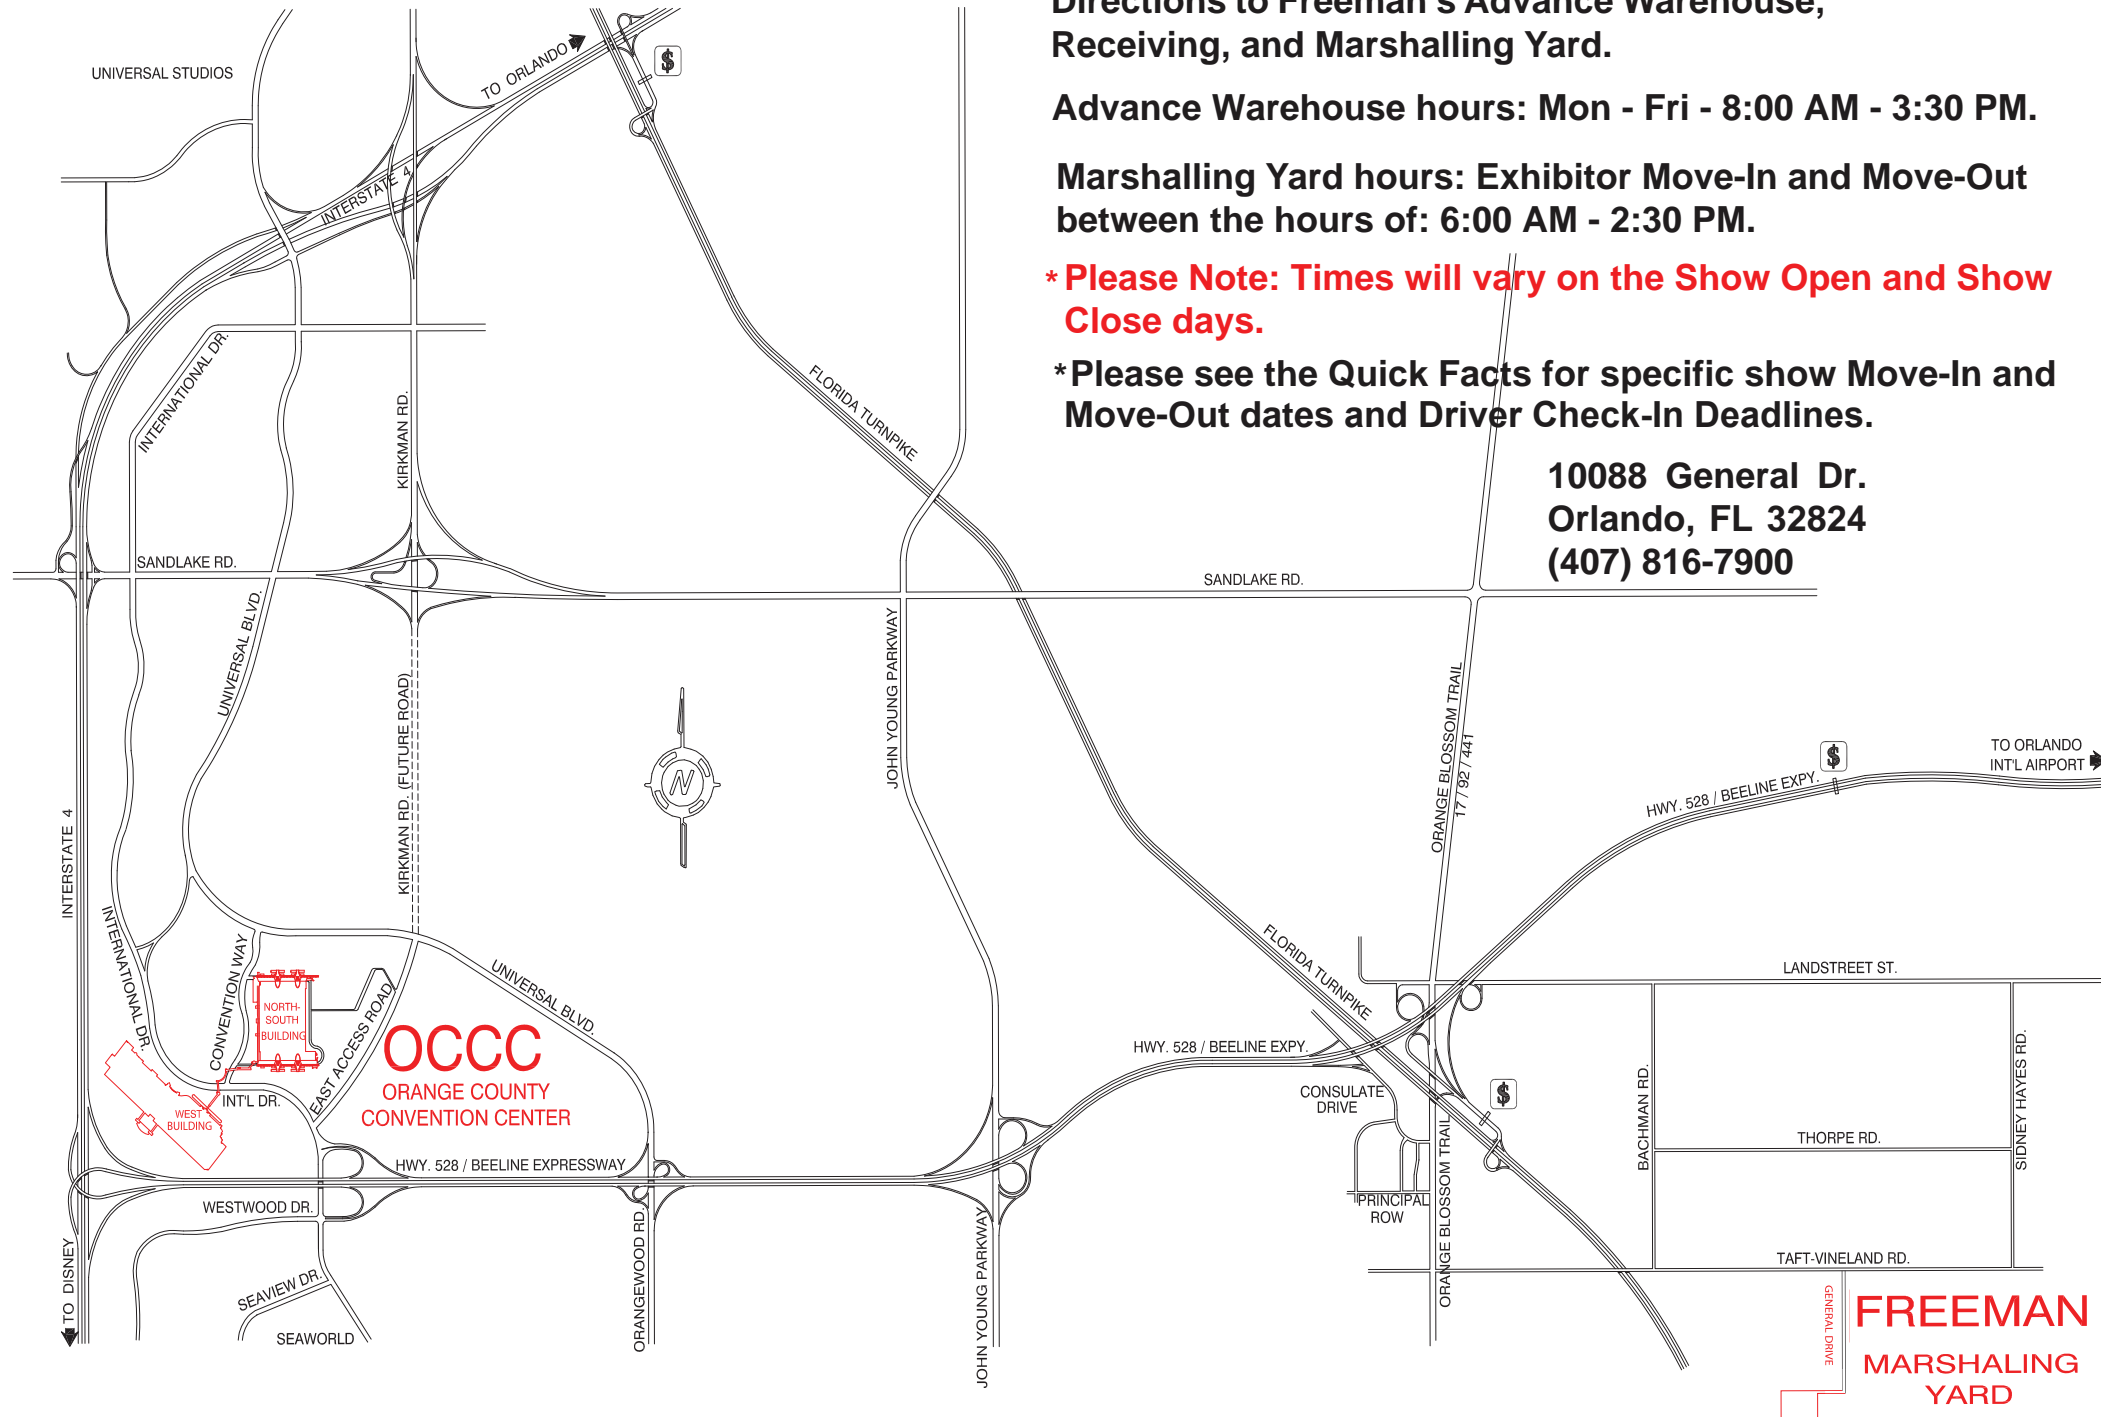 Directions to Freeman's Advance Warehouse,
Receiving, and Marshalling Yard.
Advance Warehouse hours: Mon - Fri - 8:00 AM - 3:30 PM.
Marshalling Yard hours: Exhibitor Move-In and Move-Out
between the hours of: 6:00 AM - 2:30 PM.
*Please Note: Times will vary on the Show Open and Show
Close days.
*Please see the Quick Facts for specific show Move-In and
Move-Out dates and Driver Check-In Deadlines.
10088 General Dr.
Orlando, FL 32824
(407) 816-7900
UNIVERSAL STUDIOS
TO ORLANDO
$
INTERSTATE 4
INTERNATIONAL DR.
KIRKMAN RD.
FLORIDA TURNPIKE
SANDLAKE RD.
SANDLAKE RD.
UNIVERSAL BLVD.
JOHN YOUNG PARKWAY
KIRKMAN RD. (FUTURE ROAD)
N
ORANGE BLOSSOM TRAIL
17 / 92 / 441
$
TO ORLANDO
INT'L AIRPORT
HWY. 528 / BEELINE EXPY.
INTERSTATE 4
INTERNATIONAL DR.
CONVENTION WAY
NORTH-
SOUTH
BUILDING
EAST ACCESS ROAD
UNIVERSAL BLVD.
OCCC
ORANGE COUNTY
CONVENTION CENTER
WEST
BUILDING
INT'L DR.
FLORIDA TURNPIKE
LANDSTREET ST.
HWY. 528 / BEELINE EXPY.
CONSULATE
DRIVE
$
BACHMAN RD.
SIDNEY HAYES RD.
THORPE RD.
HWY. 528 / BEELINE EXPRESSWAY
WESTWOOD DR.
PRINCIPAL
ROW
ORANGE BLOSSOM TRAIL
ORANGEWOOD RD.
JOHN YOUNG PARKWAY
TO DISNEY
SEAVIEW DR.
SEAWORLD
TAFT-VINELAND RD.
GENERAL DRIVE
FREEMAN
MARSHALING
YARD